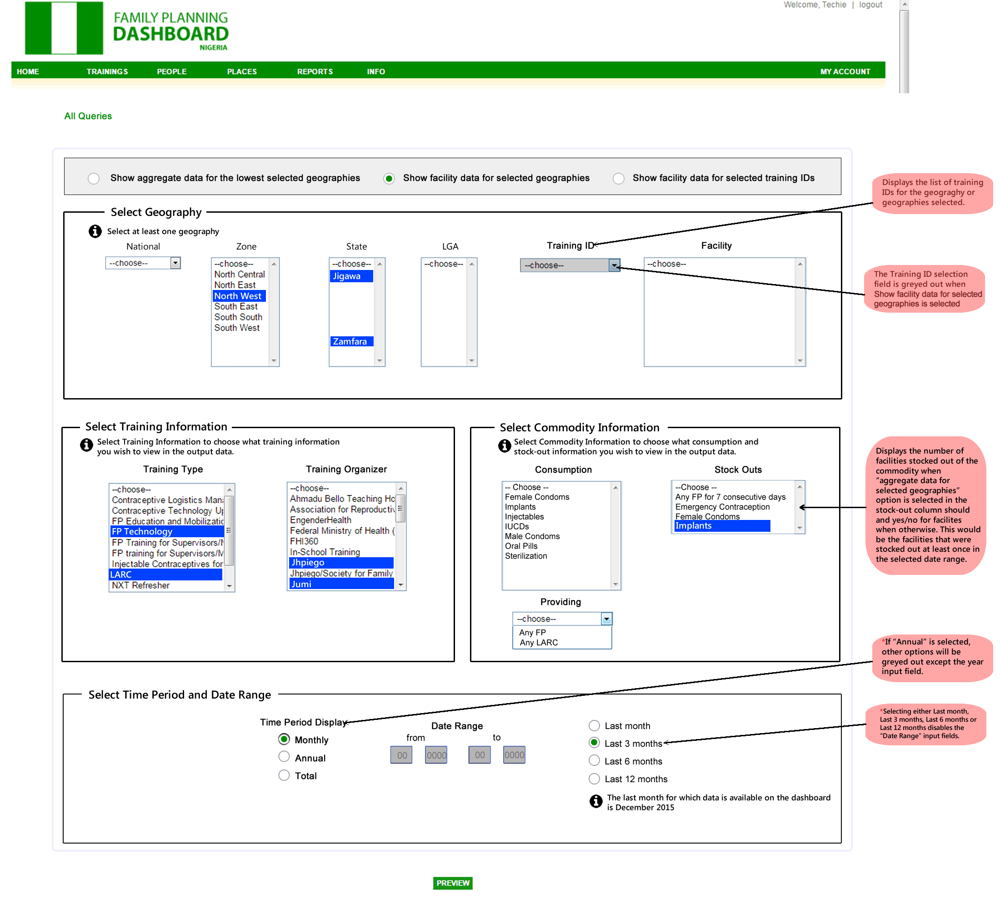 Welcome, Techie | logout
FAMILY PLANNING
DASHBOARD
NIGERIA
HOME TRAININGS PEOPLE PLACES REPORTS INFO MY ACCOUNT
All Queries
Show aggregate data for the lowest selected geographies Show facility data for selected geographies Show facility data for selected training IDs
Displays the list of training
IDs for the geograghy or
geographies selected.
Select Geography
Select at least one geography
National
--choose--
Zone
--choose--
North Central
North East
North West
South East
South South
South West
State
--choose--
Jigawa
Zamfara
LGA
--choose--
Training ID
--choose--
Facility
--choose--
The Training ID selection
field is greyed out when
Show facility data for selected
geographies is selected
Select Training Information
Select Training Information to choose what training information
you wish to view in the output data.
Training Type
--choose--
Contraceptive Logistics Man
Contraceptive Technology Up
FP Education and Mobilizatic
FP Technology
FP Training for Supervisors/M
FP training for Supervisors/M
Injectable Contraceptives for
LARC
NXT Refresher
Training Organizer
--choose--
Ahmadu Bello Teaching Ho
Association for Reproductiv
EngenderHealth
Federal Ministry of Health (
FHI360
In-School Training
Jhpiego
Jhpiego/Society for Family
Jumi
Select Commodity Information
Select Commodity Information to choose what consumption and
stock-out information you wish to view in the output data.
Consumption
-- Choose --
Female Condoms
Implants
Injectables
IUCDs
Male Condoms
Oral Pills
Sterilization
Stock Outs
--Choose --
Any FP for 7 consecutive days
Emergency Contraception
Female Condoms
Implants
Providing
--choose--
Any FP
Any LARC
Displays the number of
facilities stocked out of the
commodity when
“aggregate data for
selected geographies”
option is selected in the
stock-out column should
and yes/no for facilites
when otherwise. This would
be the facilities that were
stocked out at least once in
the selected date range.
*If “Annual” is selected,
other options will be
greyed out except the year
input field.
Select Time Period and Date Range
Time Period Display
Monthly
Annual
Total
Date Range
from to
00 0000 00 0000
Last month
Last 3 months
Last 6 months
Last 12 months
The last month for which data is available on the dashboard
is December 2015
*Selecting either Last month,
Last 3 months, Last 6 months or
Last 12 months disables the
“Date Range” input fields.
PREVIEW